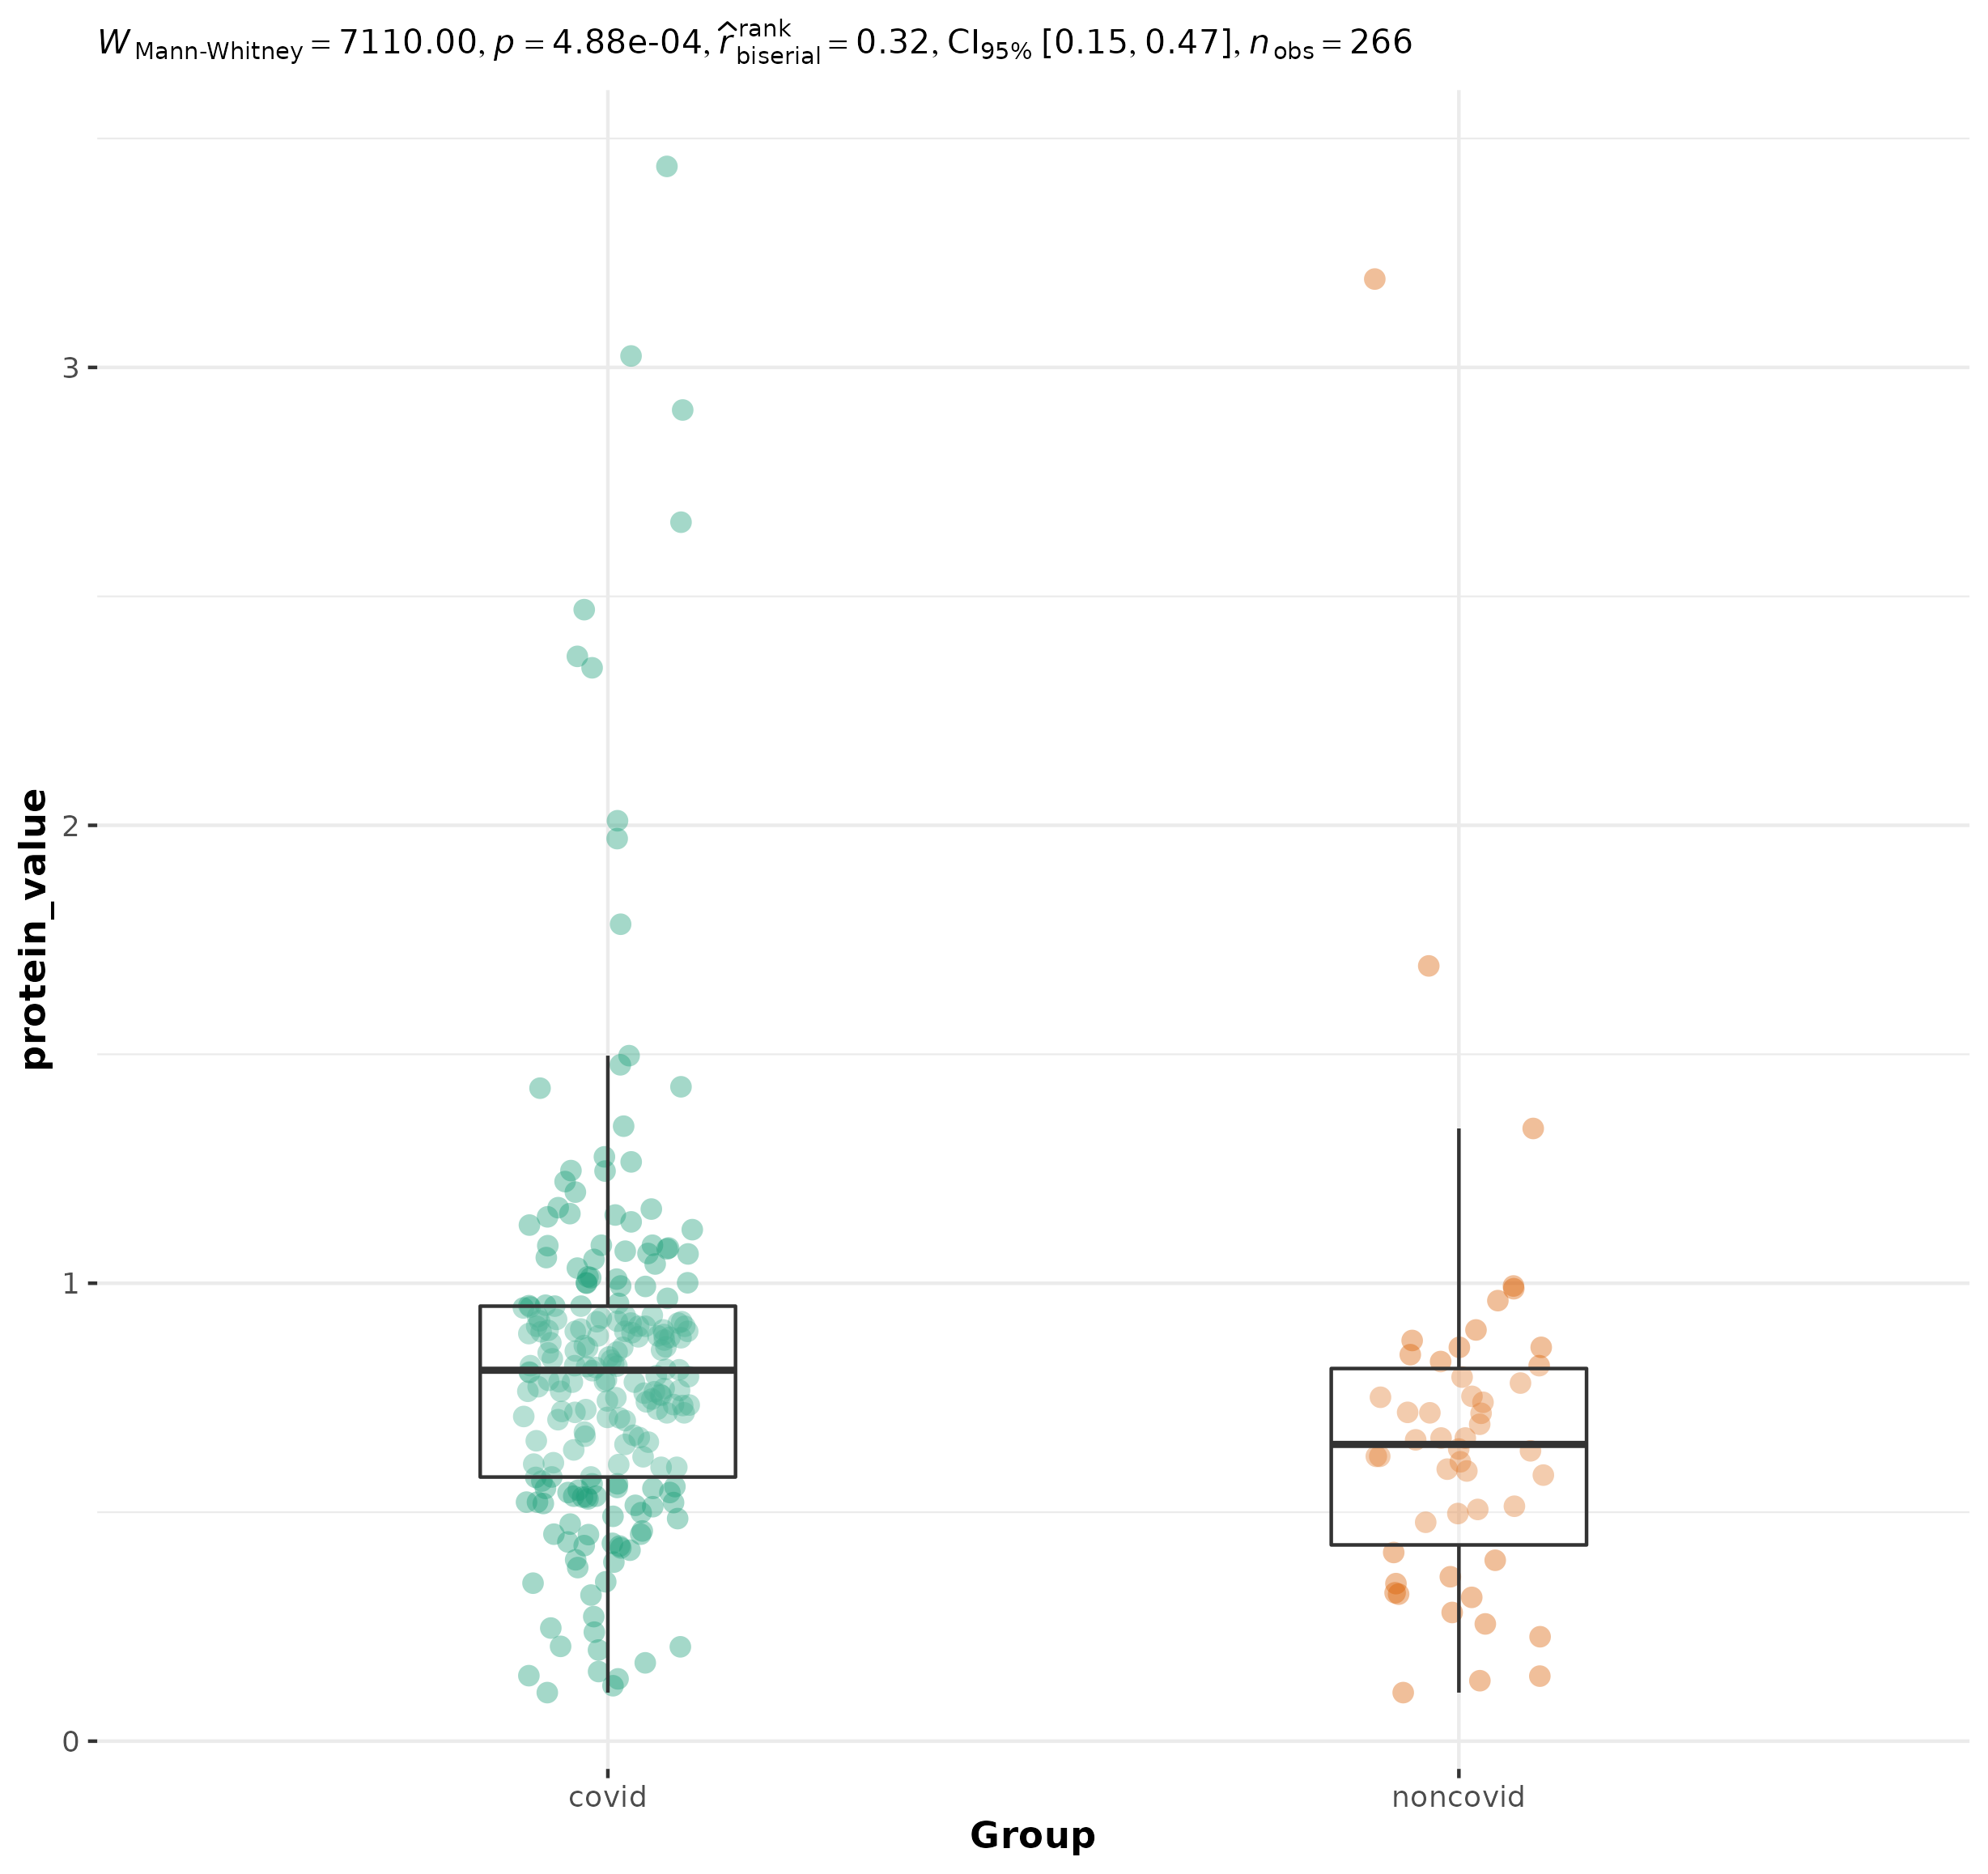 W Mann-Whitney = 7110.00, p = 4.88e-04, r̂ rank biserial = 0.32, CI95% [0.15, 0.47], nobs = 266
protein_value
3
2
1
0
covid noncovid
Group